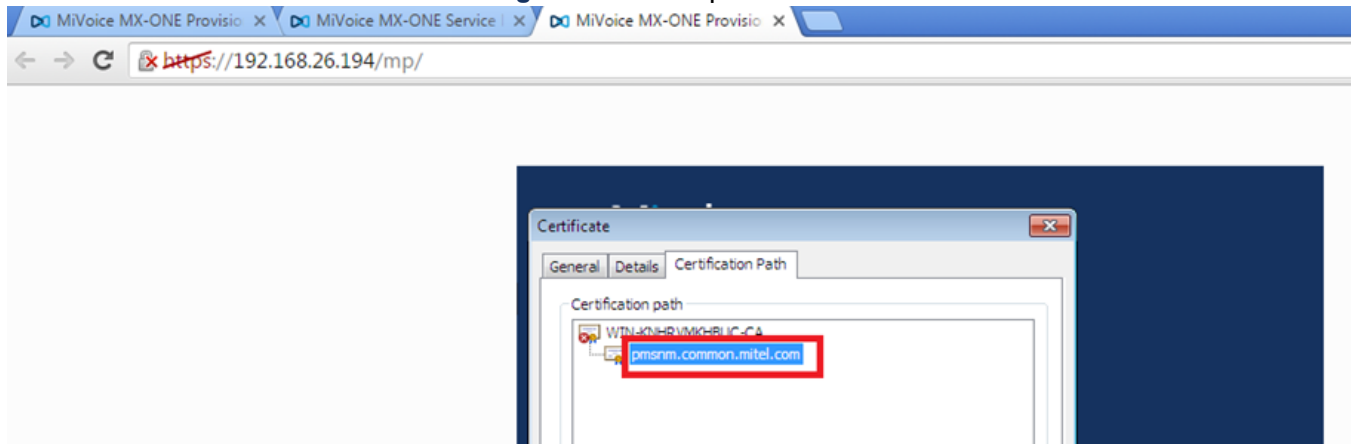 MiVoice MX-ONE Provisio MiVoice MX-ONE Service MiVoice MX-ONE Provisio
https://192.168.26.194/mp/
Certificate
General Details Certification Path
Certification path
WIN-KNHRVMKHBUC-CA
pmsnm.common.mitel.com